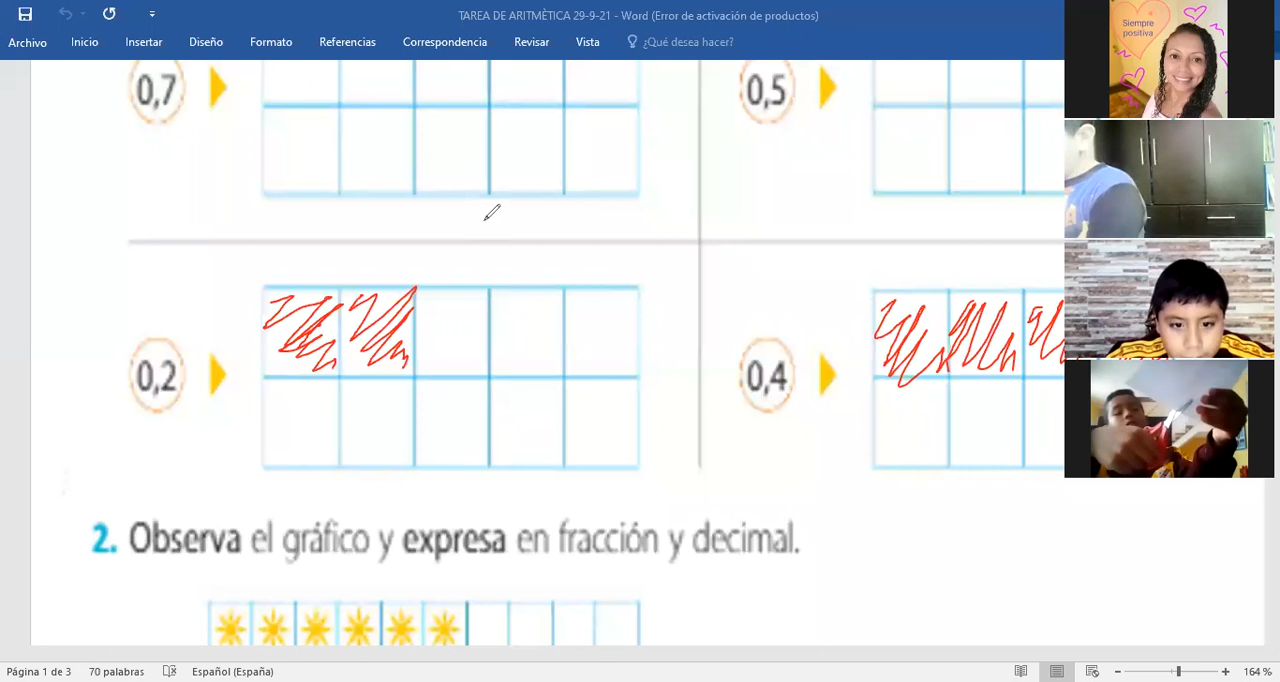 TAREA DE ARITMÈTICA 29-9-21 - Word (Error de activación de productos)
Archivo Inicio Insertar Diseño Formato Referencias Correspondencia Revisar Vista ¿Qué desea hacer?
Siempre
positiva
0,7
0,5
0,2
0,4
2. Observa el gráfico y expresa en fracción y decimal.
Página 1 de 3 70 palabras Español (España) 164 %